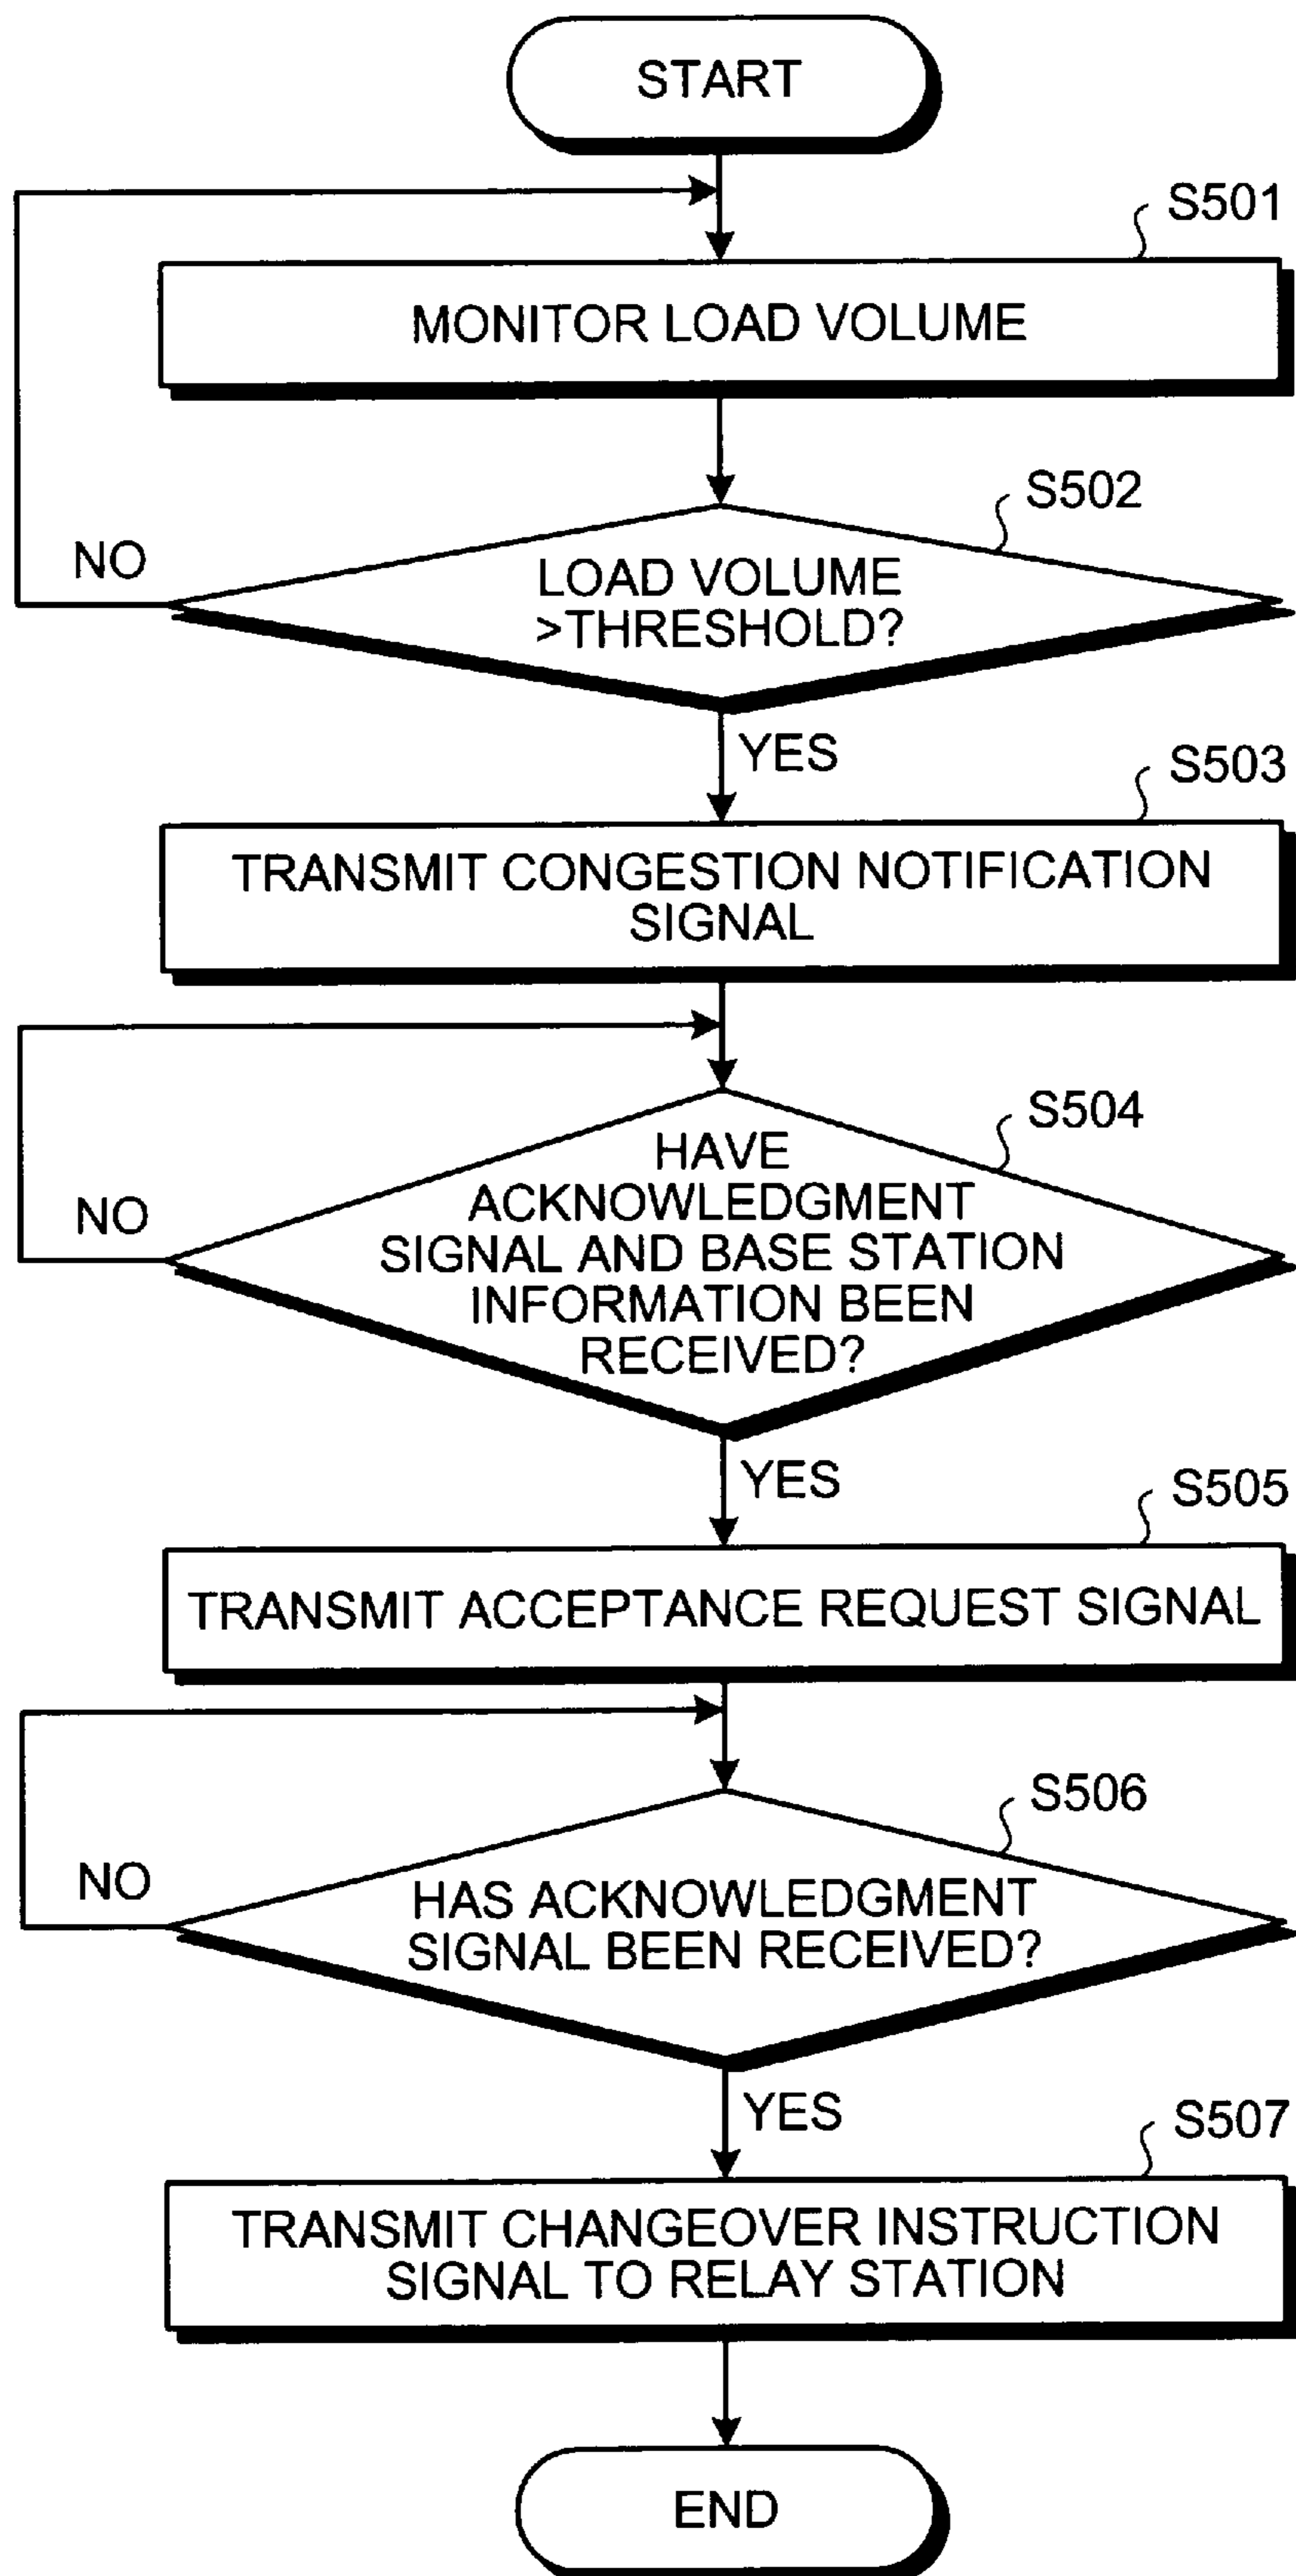 START
S501
MONITOR LOAD VOLUME
S502
NO
LOAD VOLUME
>THRESHOLD?
YES
S503
TRANSMIT CONGESTION NOTIFICATION
SIGNAL
S504
HAVE
ACKNOWLEDGMENT
NO
SIGNAL AND BASE STATION
INFORMATION BEEN
RECEIVED?
YES
S505
TRANSMIT ACCEPTANCE REQUEST SIGNAL
S506
NO
HAS ACKNOWLEDGMENT
SIGNAL BEEN RECEIVED?
YES
S507
TRANSMIT CHANGEOVER INSTRUCTION
SIGNAL TO RELAY STATION
END